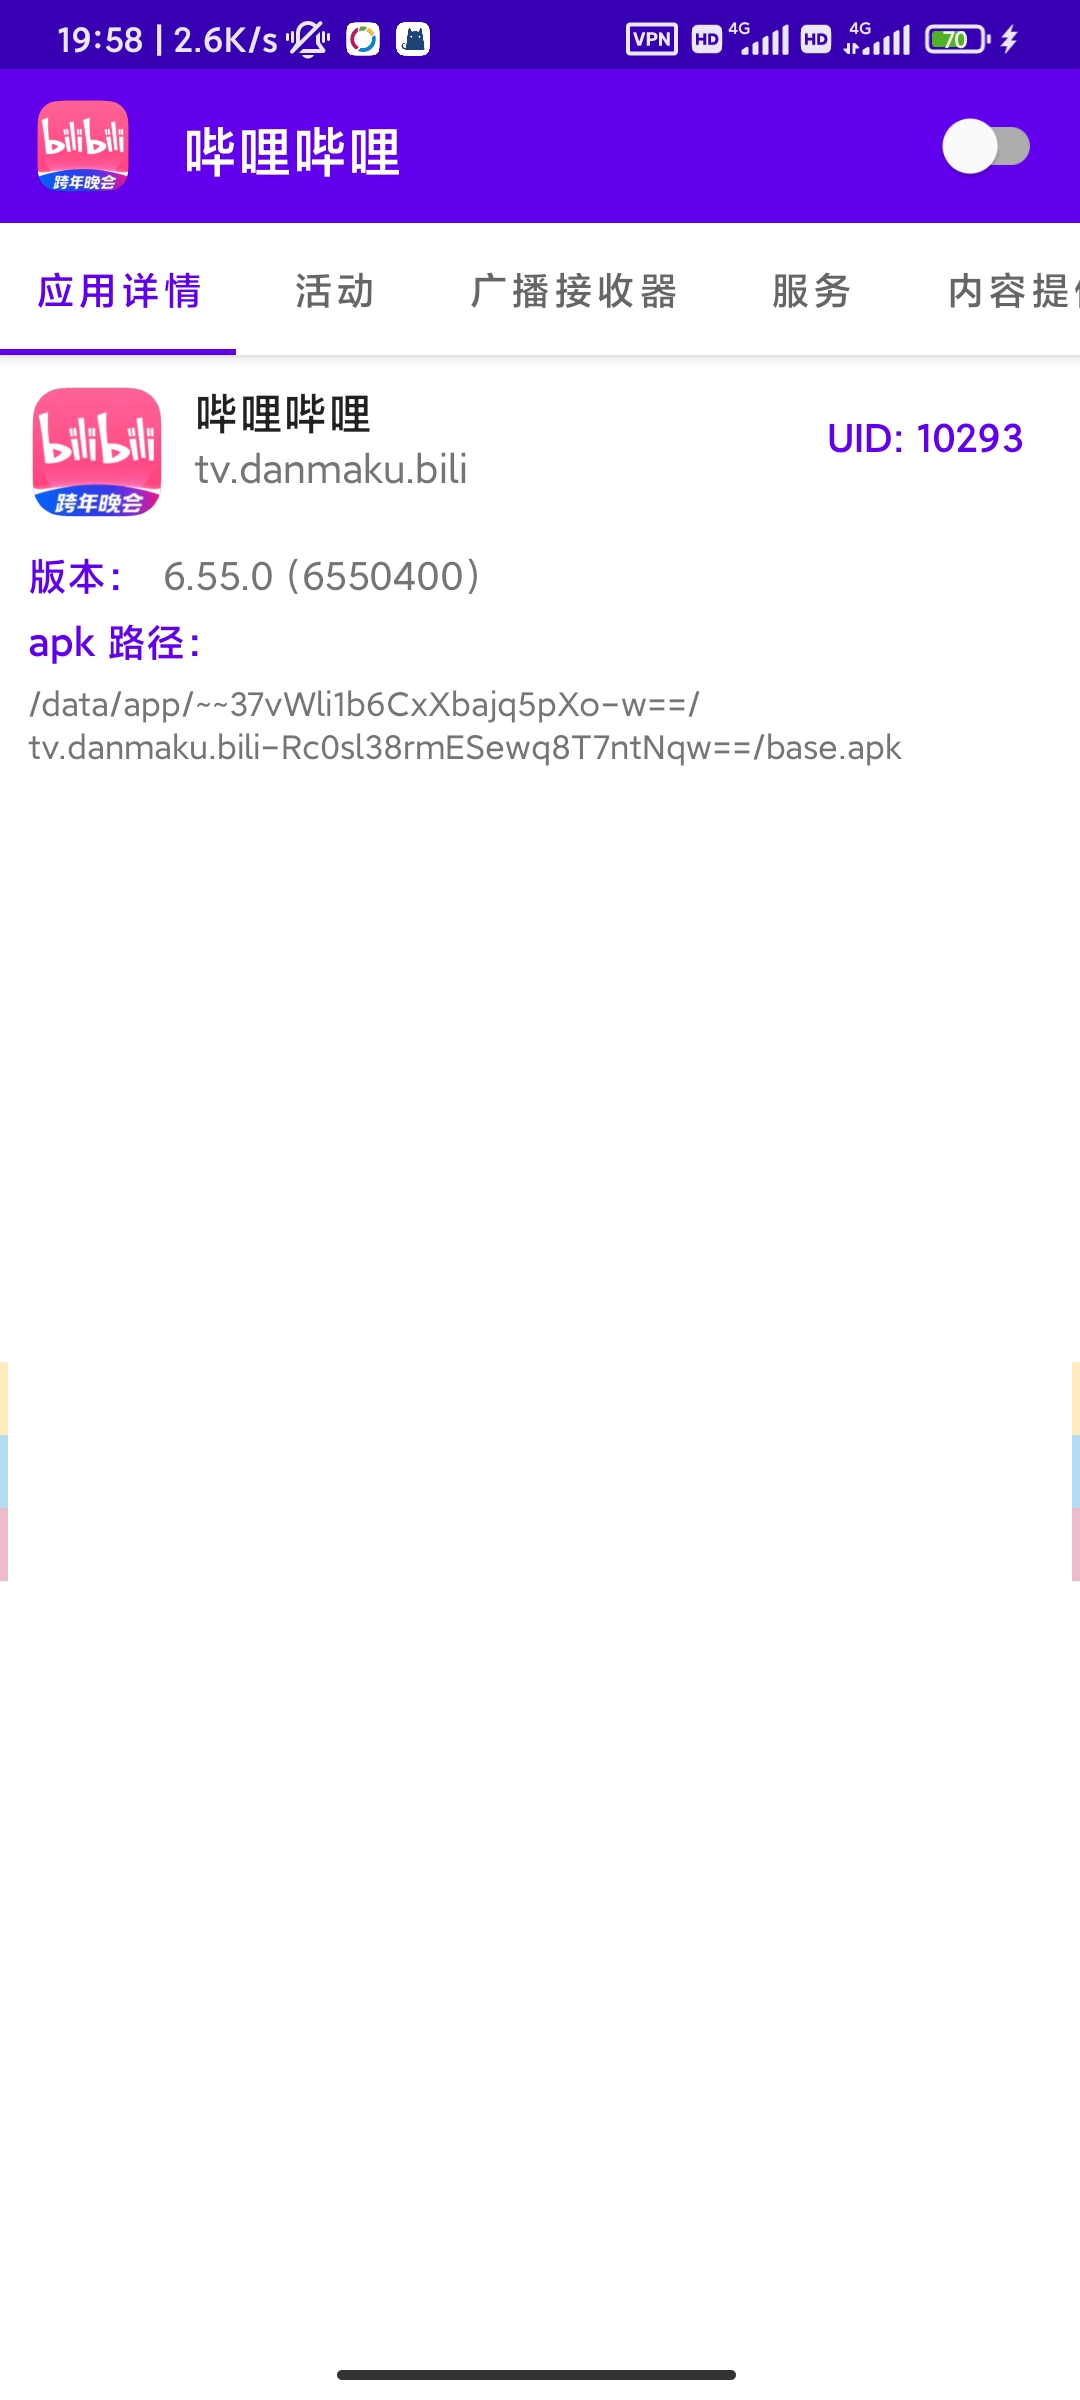 19:58 | 2.6K/s VPN HD 4G HD 4G 70
bilibili
跨年晚会
哔哩哔哩
应用详情 活动 广播接收器 服务 内容提
bilibili
跨年晚会
哔哩哔哩
tv.danmaku.bili
UID: 10293
版本： 6.55.0 (6550400)
apk 路径：
/data/app/~~37vWli1b6CxXbajq5pXo-w==/
tv.danmaku.bili-Rc0sl38rmESewq8T7ntNqw==/base.apk